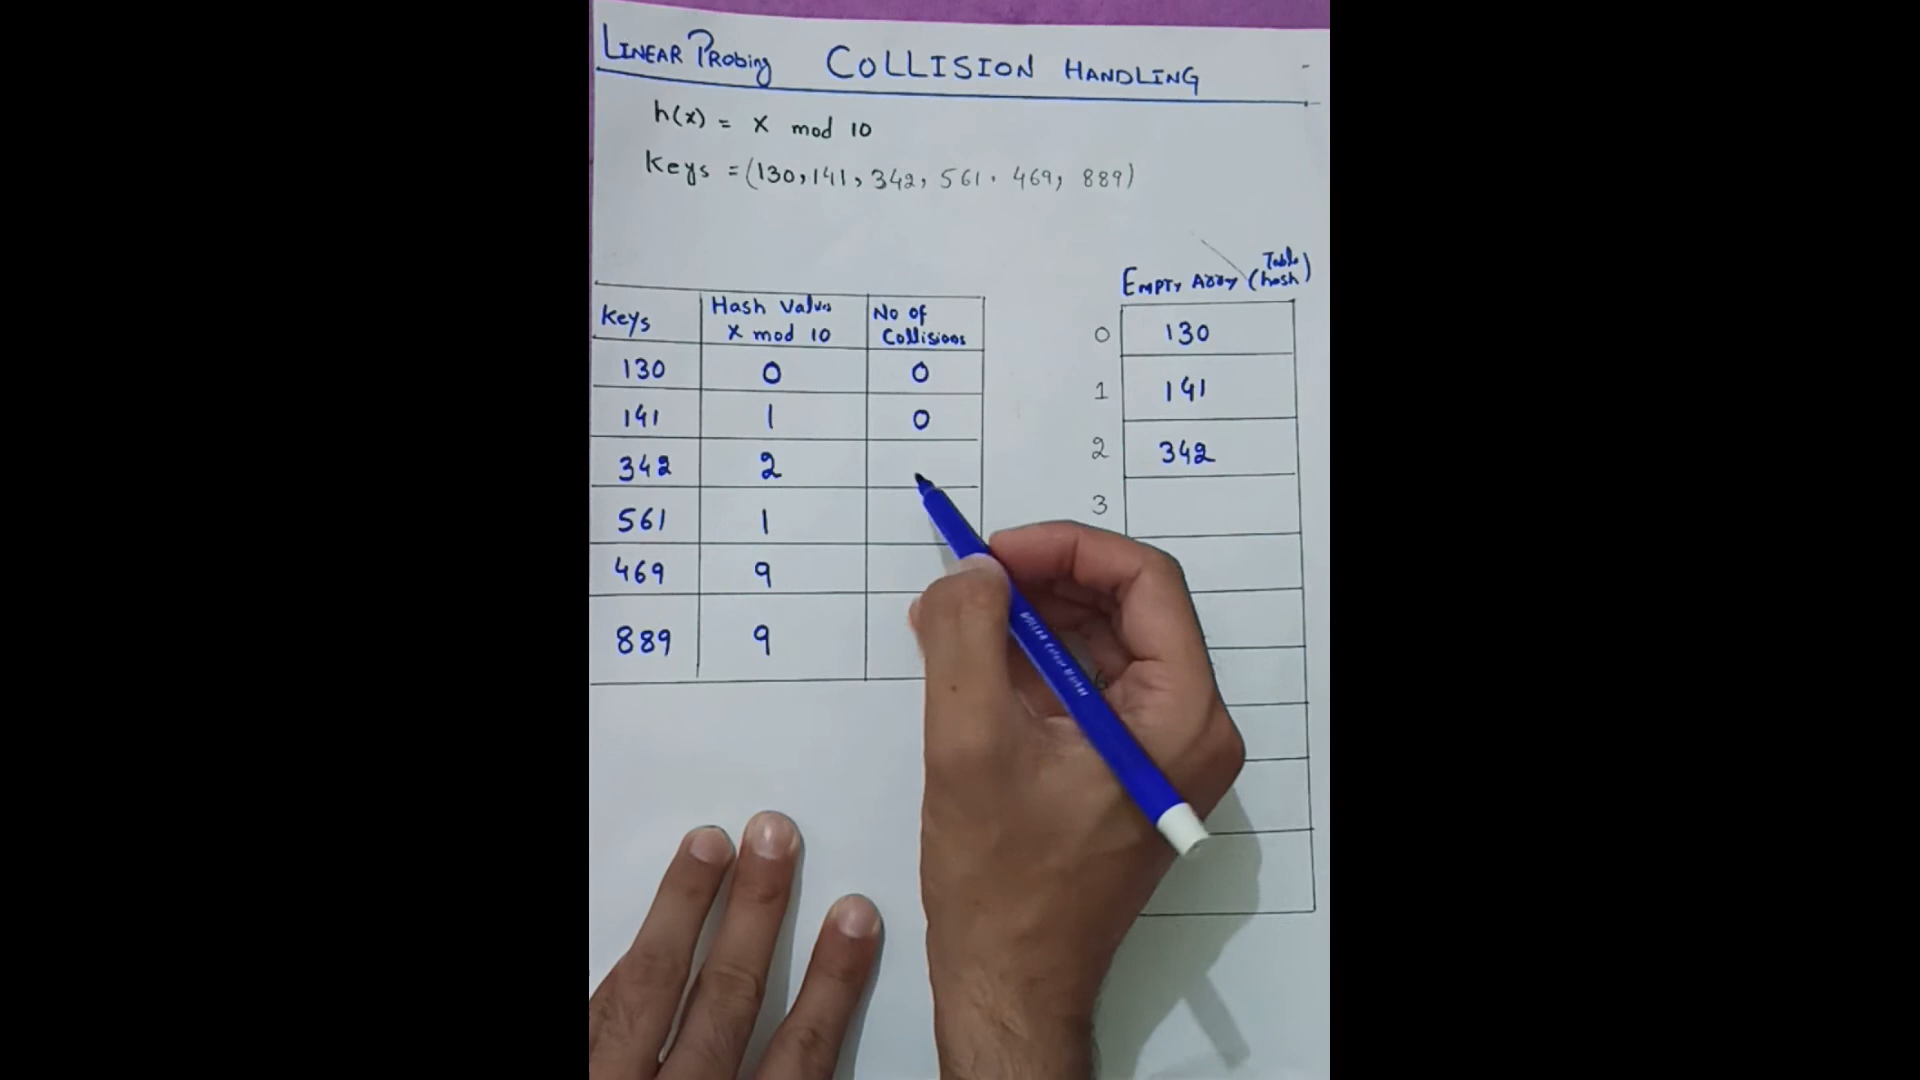 LINEAR Probing COLLISION HANDLING
h(x) = x mod 10
Keys = (130, 141, 342, 561, 469, 889)
Keys
Hash Values
X mod 10
No of
Collisions
130 0 0
141 1 0
342 2
561 1
469 9
889 9
Table
EMPTY Array (hash)
0 130
1 141
2 342
3
6